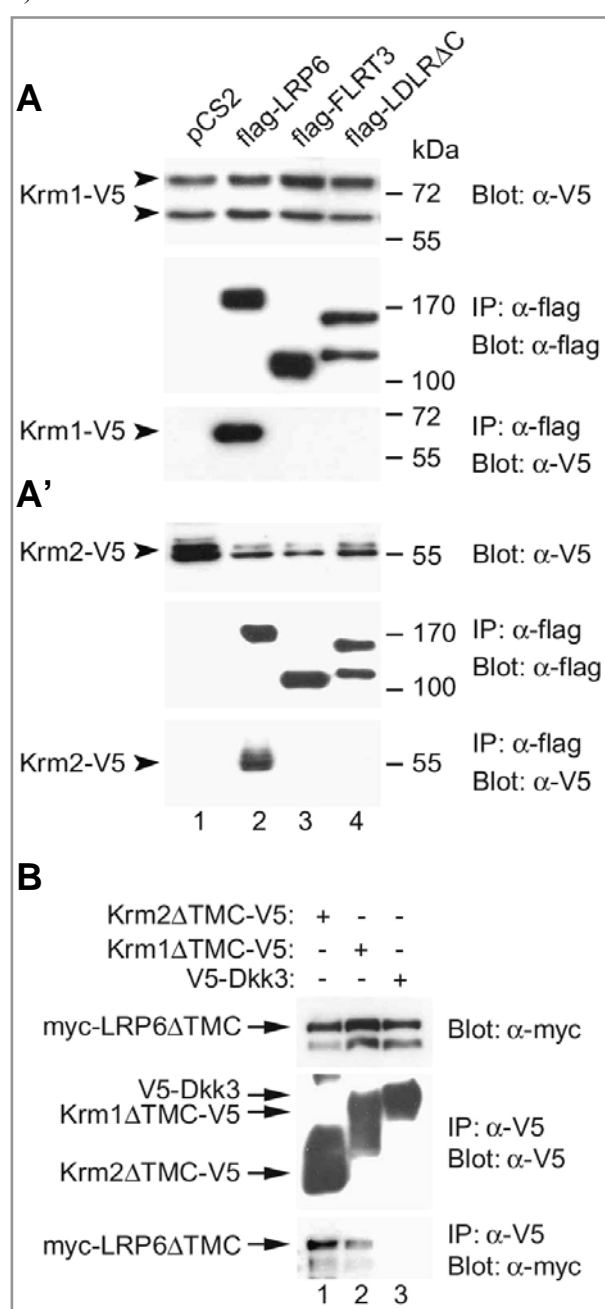 A
pCS2 flag-LRP6 flag-FLRT3 flag-LDLRΔC
kDa
Krm1-V5
72
55
Blot: α-V5
170
100
IP: α-flag
Blot: α-flag
Krm1-V5
72
55
IP: α-flag
Blot: α-V5
A'
Krm2-V5
55
Blot: α-V5
170
100
IP: α-flag
Blot: α-flag
Krm2-V5
55
IP: α-flag
Blot: α-V5
1 2 3 4
B
Krm2ΔTMC-V5: + - -
Krm1ΔTMC-V5: - + -
V5-Dkk3: - - +
myc-LRP6ΔTMC
Blot: α-myc
V5-Dkk3
Krm1ΔTMC-V5
Krm2ΔTMC-V5
IP: α-V5
Blot: α-V5
myc-LRP6ΔTMC
IP: α-V5
Blot: α-myc
1 2 3